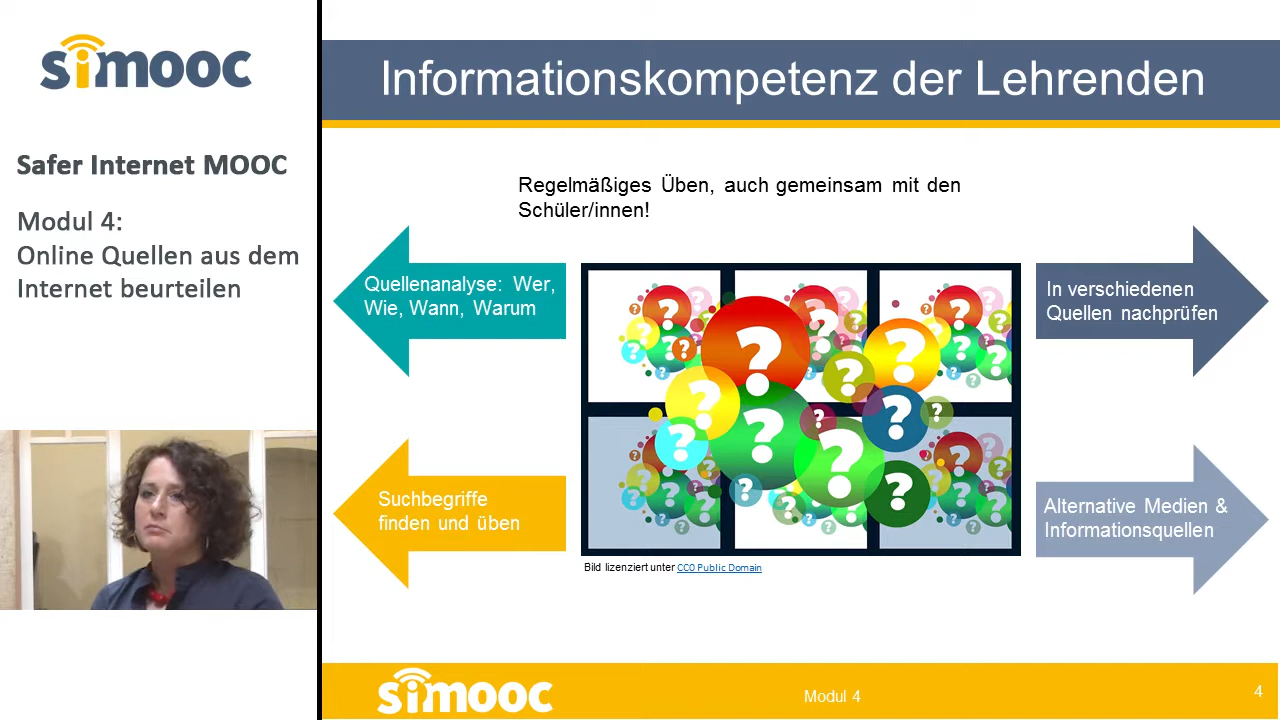 simooc
Safer Internet MOOC
Modul 4:
Online Quellen aus dem
Internet beurteilen
Informationskompetenz der Lehrenden
Regelmäßiges Üben, auch gemeinsam mit den
Schüler/innen!
Quellenanalyse: Wer,
Wie, Wann, Warum
In verschiedenen
Quellen nachprüfen
Suchbegriffe
finden und üben
Alternative Medien &
Informationsquellen
Bild lizenziert unter CC0 Public Domain
simooc
Modul 4
4